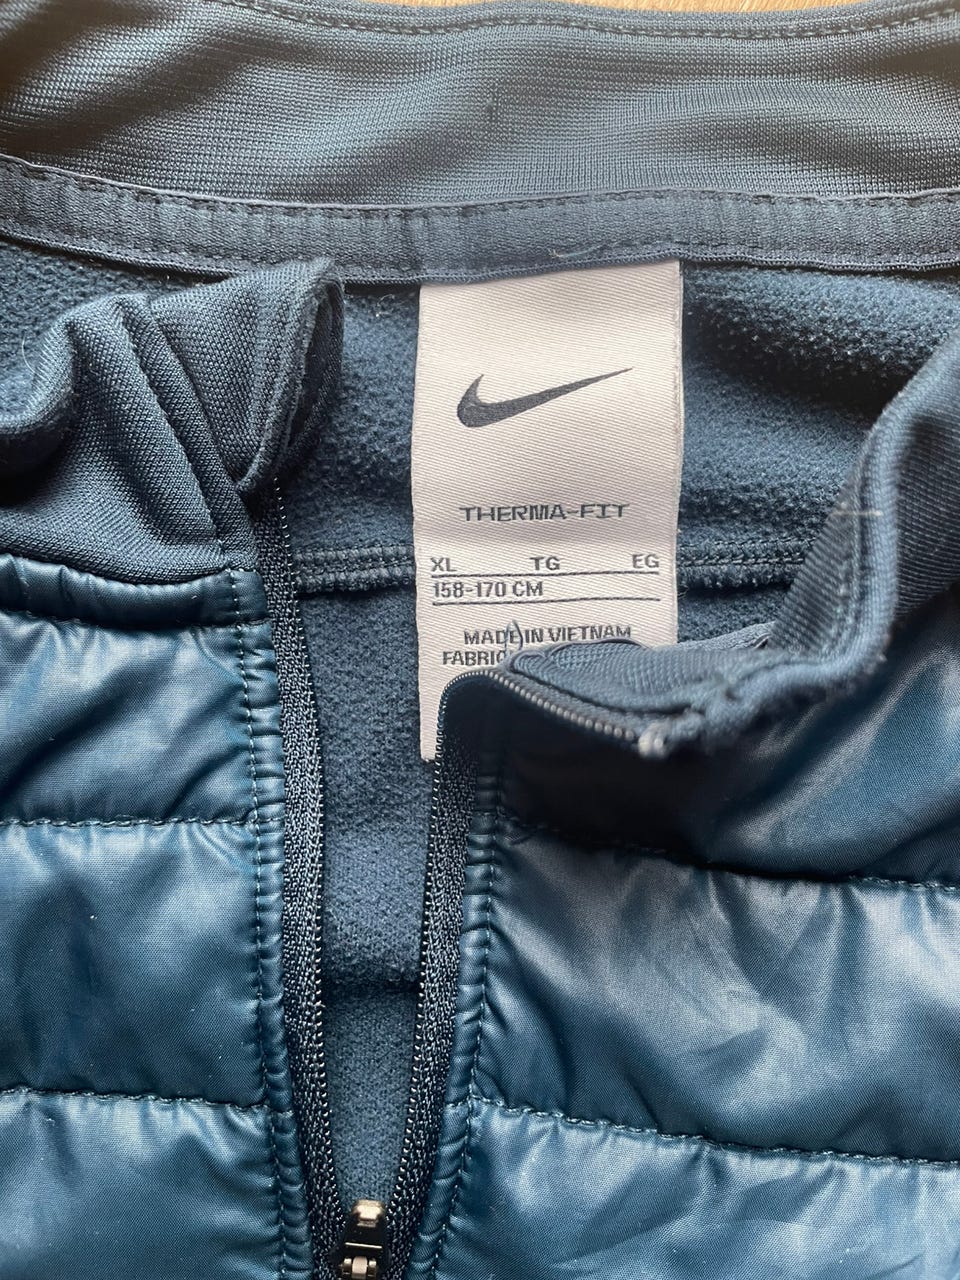 THERMA-FIT
XL TG EG
158-170 CM
MADE IN VIETNAM